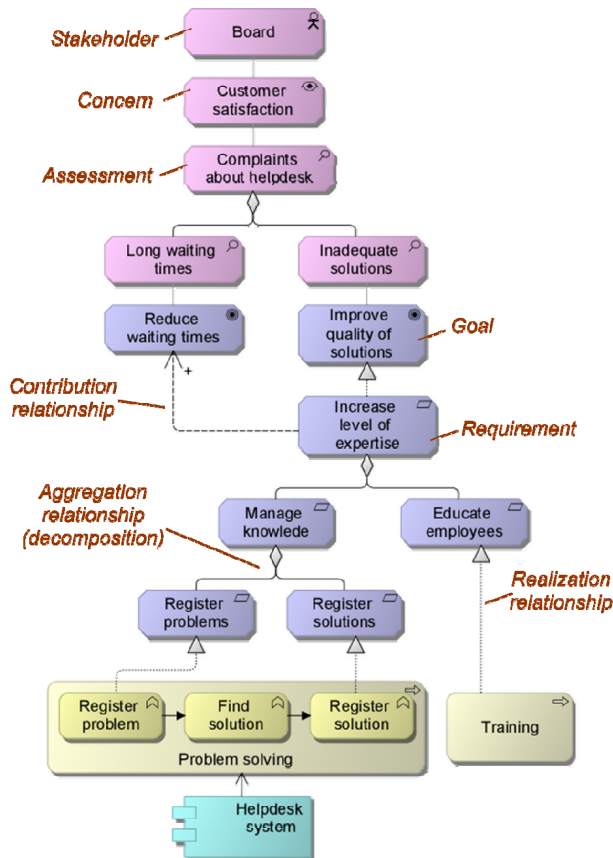 Stakeholder
Board
Concern
Customer
satisfaction
Assessment
Complaints
about helpdesk
Long waiting
times
Inadequate
solutions
Reduce
waiting times
Improve
quality of
solutions
Goal
+
Contribution
relationship
Increase
level of
expertise
Requirement
Aggregation
relationship
(decomposition)
Manage
knowlede
Educate
employees
Realization
relationship
Register
problems
Register
solutions
Register
problem
Find
solution
Register
solution
Problem solving
Training
Helpdesk
system